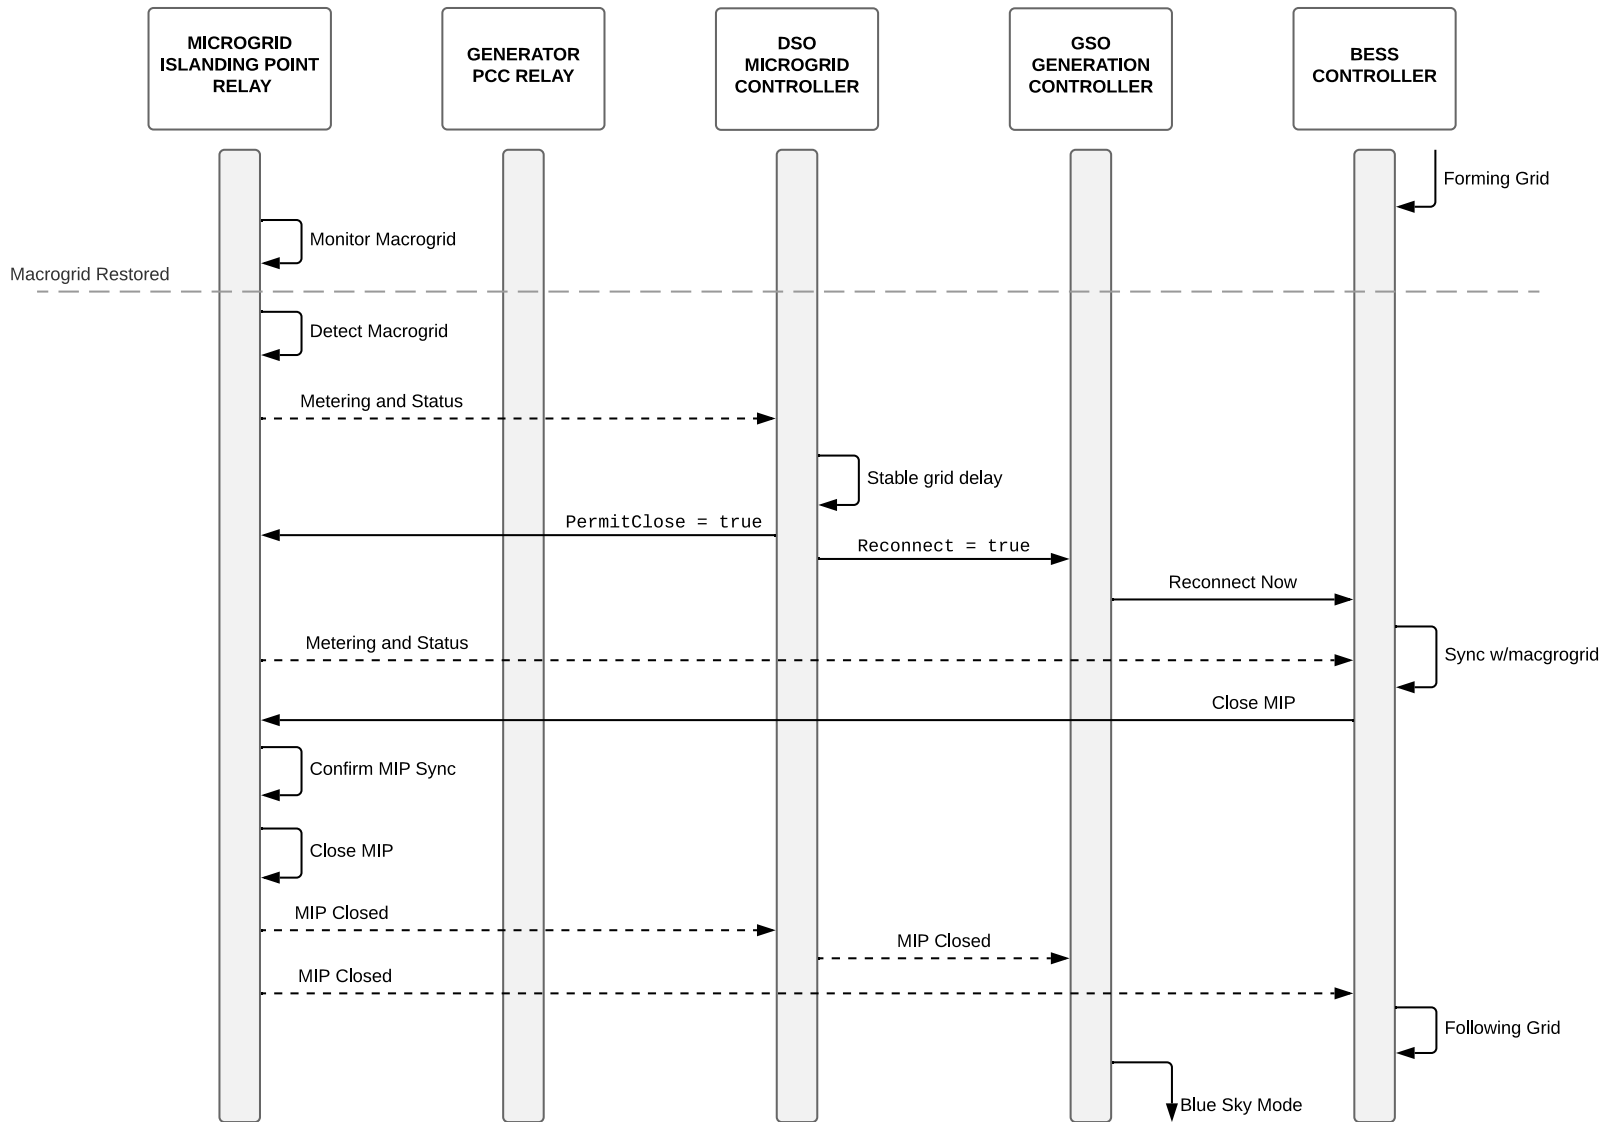 MICROGRID
ISLANDING POINT
RELAY
GENERATOR
PCC RELAY
DSO
MICROGRID
CONTROLLER
GSO
GENERATION
CONTROLLER
BESS
CONTROLLER
Forming Grid
Monitor Macrogrid
Macrogrid Restored
Detect Macrogrid
Metering and Status
Stable grid delay
PermitClose = true
Reconnect = true
Reconnect Now
Metering and Status
Sync w/macgrogrid
Close MIP
Confirm MIP Sync
Close MIP
MIP Closed
MIP Closed
MIP Closed
Following Grid
Blue Sky Mode